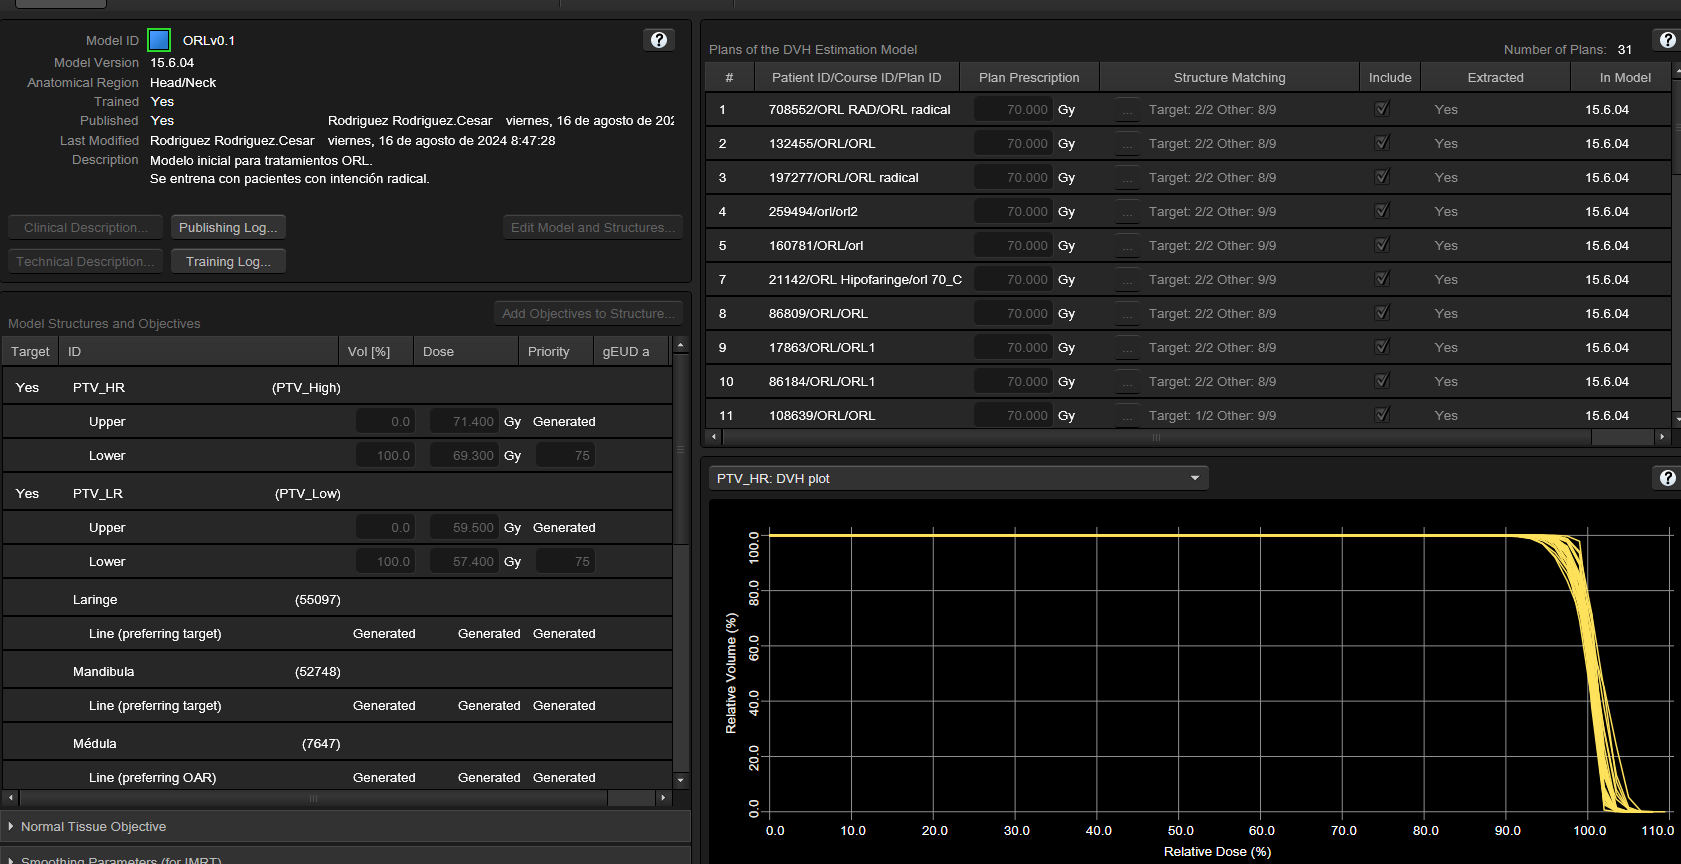 Model ID ORLv0.1
Model Version 15.6.04
Anatomical Region Head/Neck
Trained Yes
Published Yes Rodriguez Rodriguez.Cesar viernes, 16 de agosto de 202
Last Modified Rodriguez Rodriguez.Cesar viernes, 16 de agosto de 2024 8:47:28
Description Modelo inicial para tratamientos ORL.
Se entrena con pacientes con intención radical.
Clinical Description... Publishing Log... Edit Model and Structures...
Technical Description... Training Log...
Add Objectives to Structure...
Model Structures and Objectives
Target ID Vol [%] Dose Priority gEUD a
Yes PTV_HR (PTV_High)
Upper 0.0 71.400 Gy Generated
Lower 100.0 69.300 Gy 75
Yes PTV_LR (PTV_Low)
Upper 0.0 59.500 Gy Generated
Lower 100.0 57.400 Gy 75
Laringe (55097)
Line (preferring target) Generated Generated Generated
Mandibula (52748)
Line (preferring target) Generated Generated Generated
Médula (7647)
Line (preferring OAR) Generated Generated Generated
Normal Tissue Objective
Smoothing Parameters (for IMRT)
Plans of the DVH Estimation Model Number of Plans: 31
# Patient ID/Course ID/Plan ID Plan Prescription Structure Matching Include Extracted In Model
1 708552/ORL RAD/ORL radical 70.000 Gy ... Target: 2/2 Other: 8/9 Yes 15.6.04
2 132455/ORL/ORL 70.000 Gy ... Target: 2/2 Other: 8/9 Yes 15.6.04
3 197277/ORL/ORL radical 70.000 Gy ... Target: 2/2 Other: 8/9 Yes 15.6.04
4 259494/orl/orl2 70.000 Gy ... Target: 2/2 Other: 9/9 Yes 15.6.04
5 160781/ORL/orl 70.000 Gy ... Target: 2/2 Other: 9/9 Yes 15.6.04
7 21142/ORL Hipofaringe/orl 70_C 70.000 Gy ... Target: 2/2 Other: 8/9 Yes 15.6.04
8 86809/ORL/ORL 70.000 Gy ... Target: 2/2 Other: 8/9 Yes 15.6.04
9 17863/ORL/ORL1 70.000 Gy ... Target: 2/2 Other: 8/9 Yes 15.6.04
10 86184/ORL/ORL1 70.000 Gy ... Target: 2/2 Other: 8/9 Yes 15.6.04
11 108639/ORL/ORL 70.000 Gy ... Target: 1/2 Other: 9/9 Yes 15.6.04
PTV_HR: DVH plot
Relative Volume (%)
100.0
80.0
60.0
40.0
20.0
0.0
0.0 10.0 20.0 30.0 40.0 50.0 60.0 70.0 80.0 90.0 100.0 110.0
Relative Dose (%)